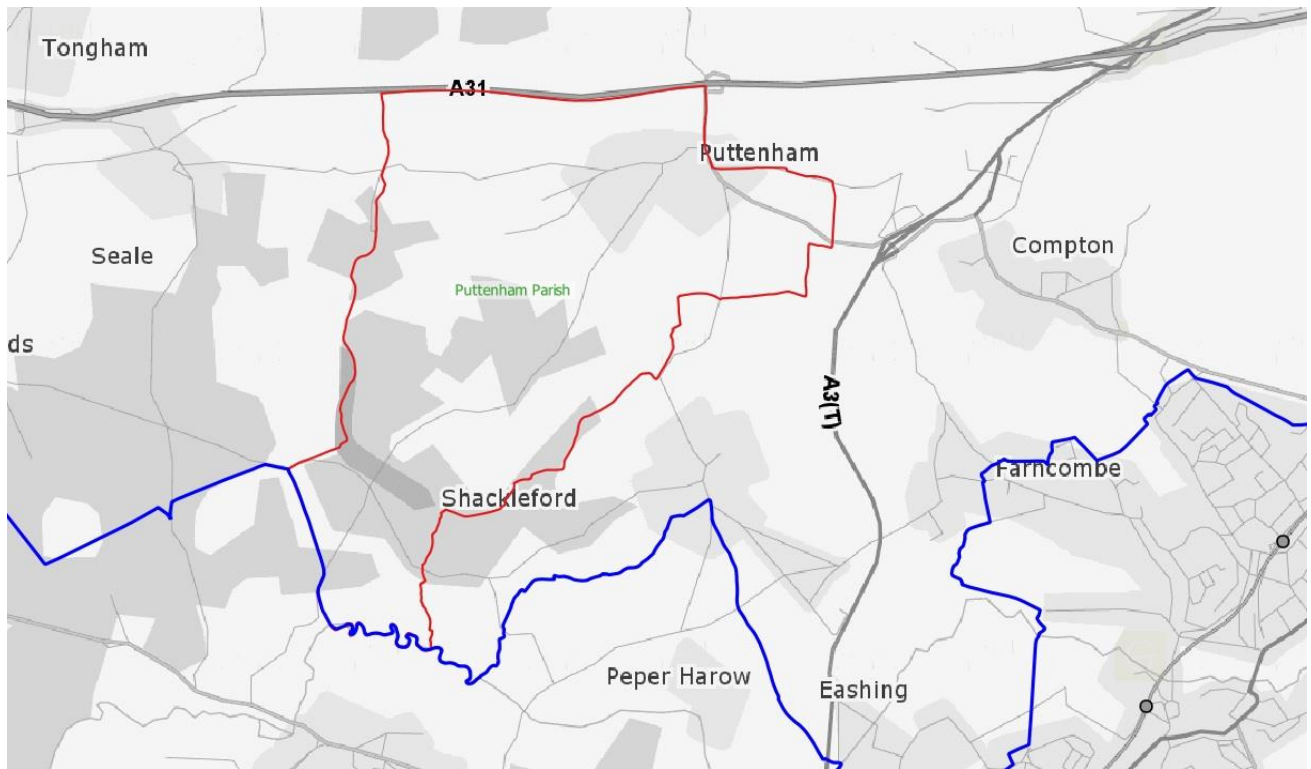 Tongham
A31
Puttenham
Seale
Compton
Puttenham Parish
ds
A3(T)
Farncombe
Shackleford
Peper Harow
Eashing